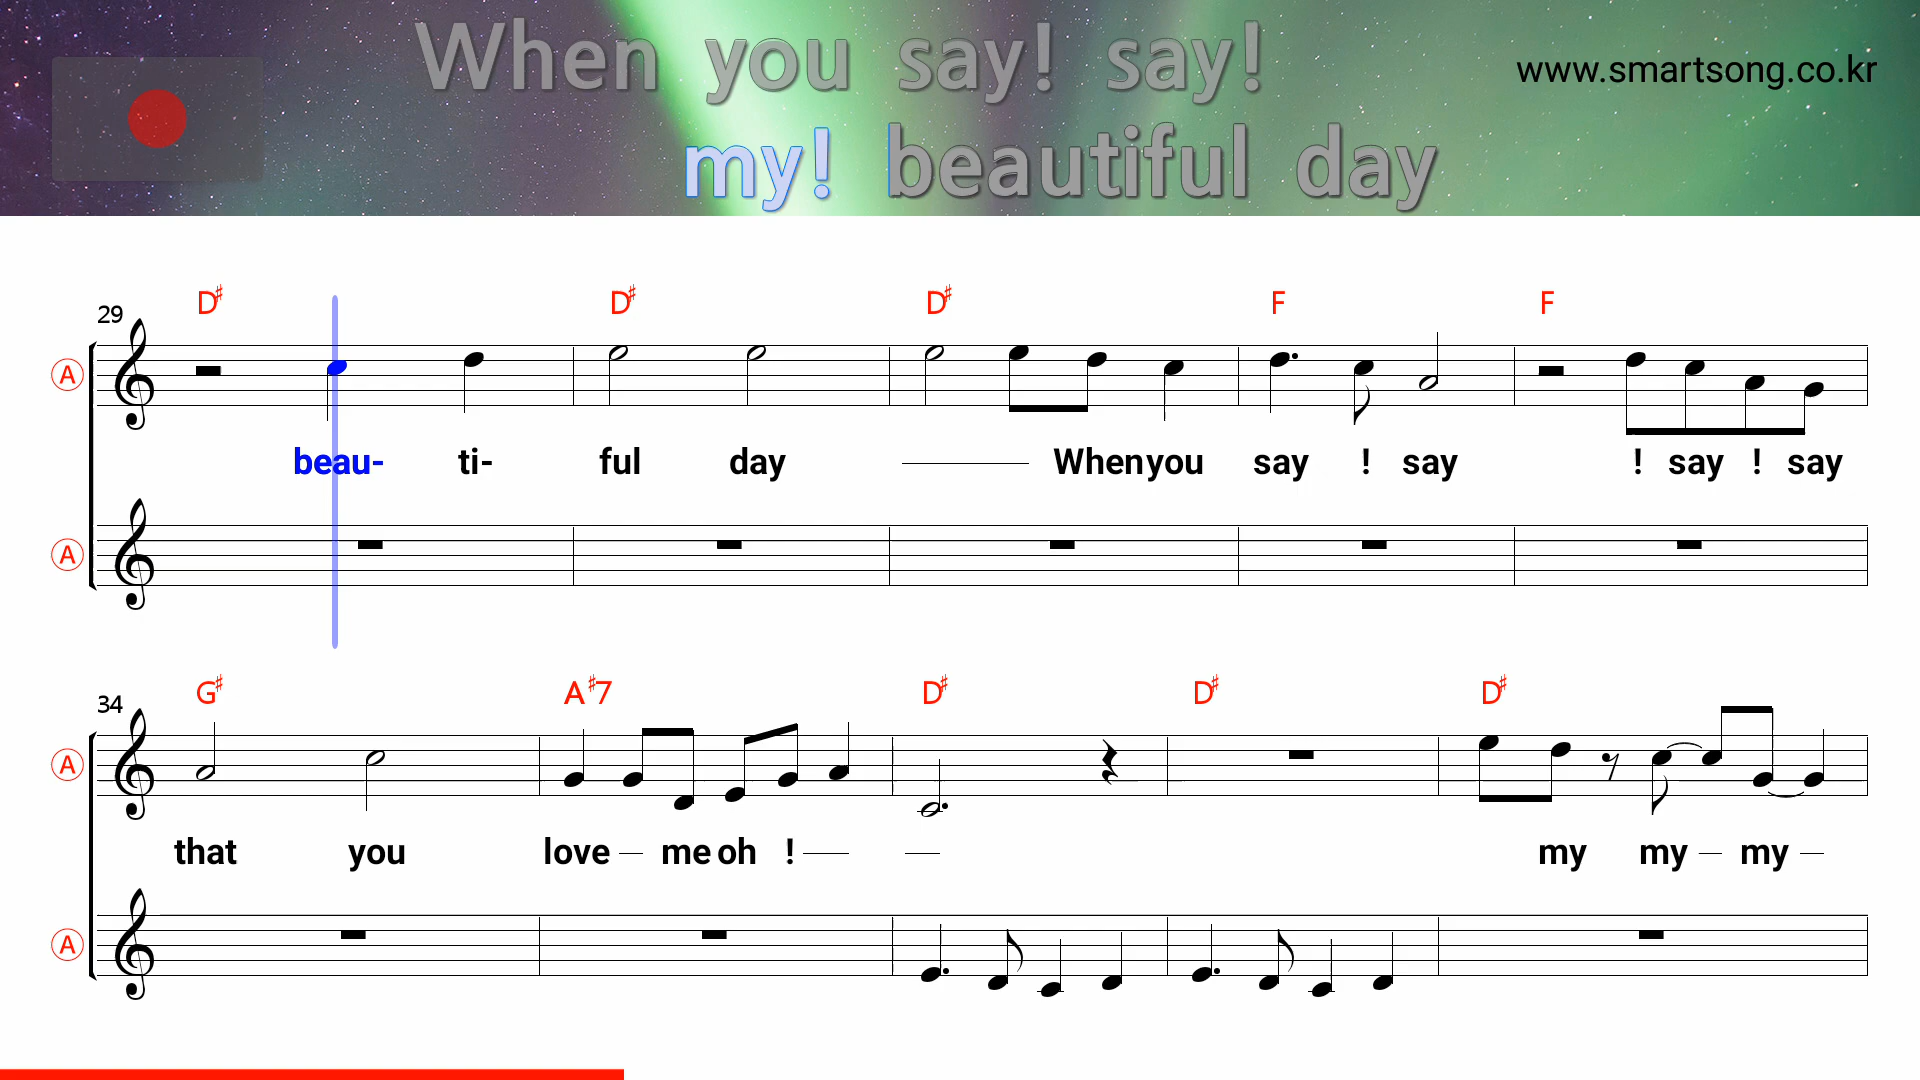 When you say! say!
www.smartsong.co.kr
my! beautiful day
29
D♯ D♯ D♯ F F
A
beau- ti- ful day When you say ! say ! say ! say
A
34
G♯ A♯7 D♯ D♯ D♯
A
that you love me oh ! my my my
A